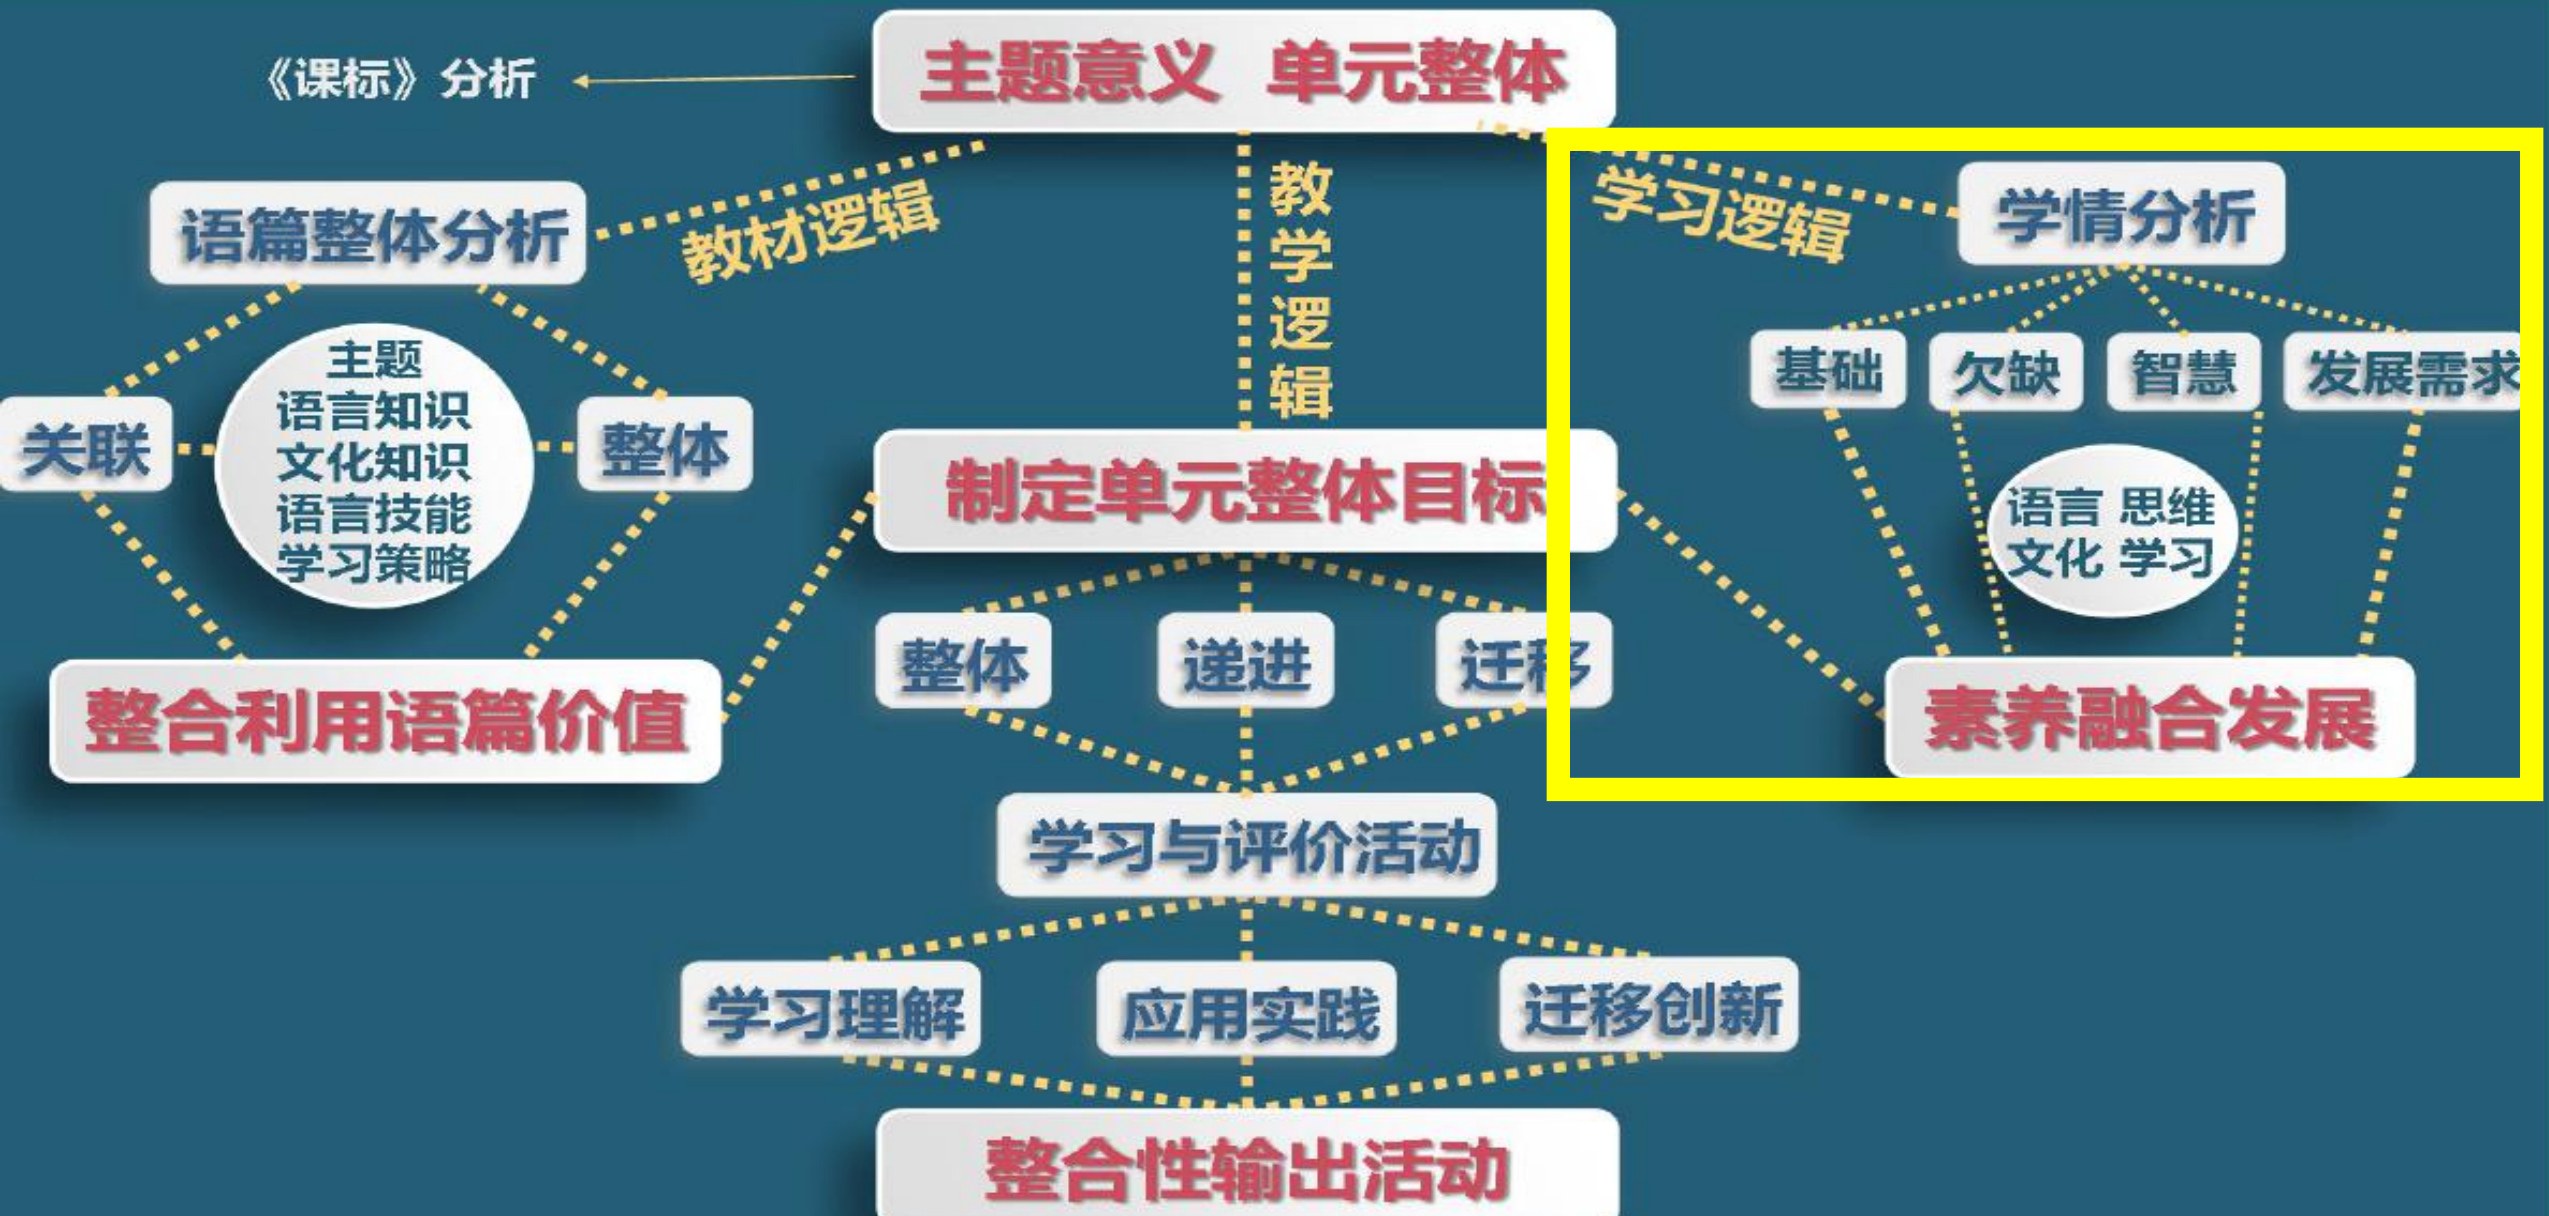 主题意义 单元整体
《课标》分析
教材逻辑
教学逻辑
学习逻辑
语篇整体分析
关联
主题
语言知识
文化知识
语言技能
学习策略
整体
整合利用语篇价值
制定单元整体目标
整体
递进
迁移
学习与评价活动
学习理解
应用实践
迁移创新
整合性输出活动
学情分析
基础
欠缺
智慧
发展需求
语言 思维
文化 学习
素养融合发展